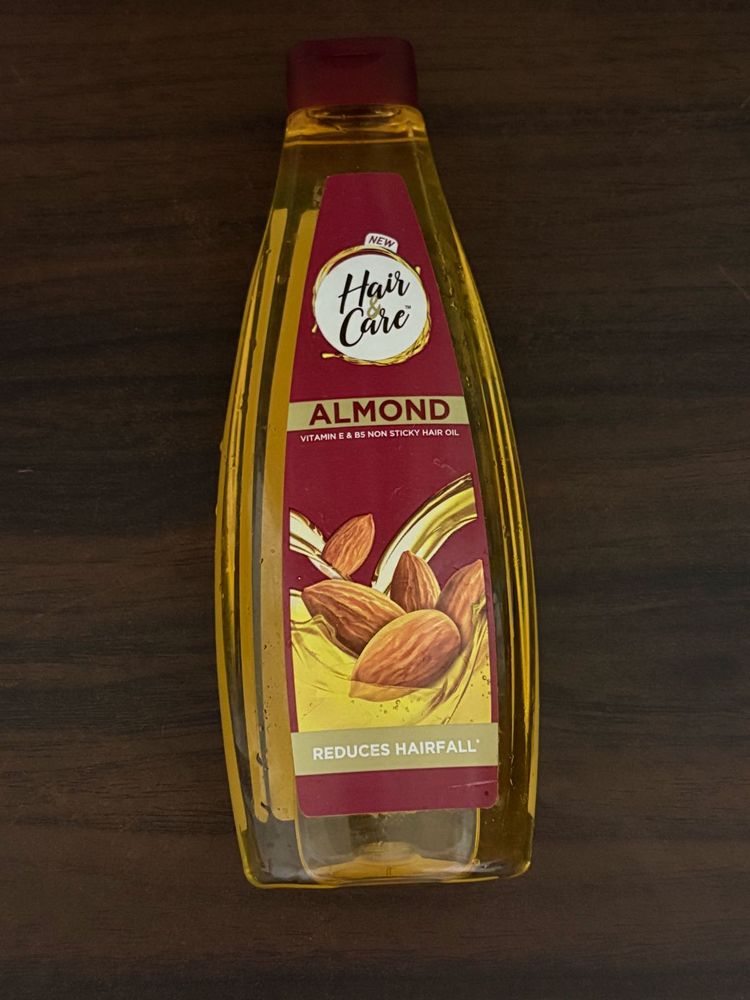 NEW
Hair
&
Care™
ALMOND
VITAMIN E & B5 NON STICKY HAIR OIL
REDUCES HAIRFALL*